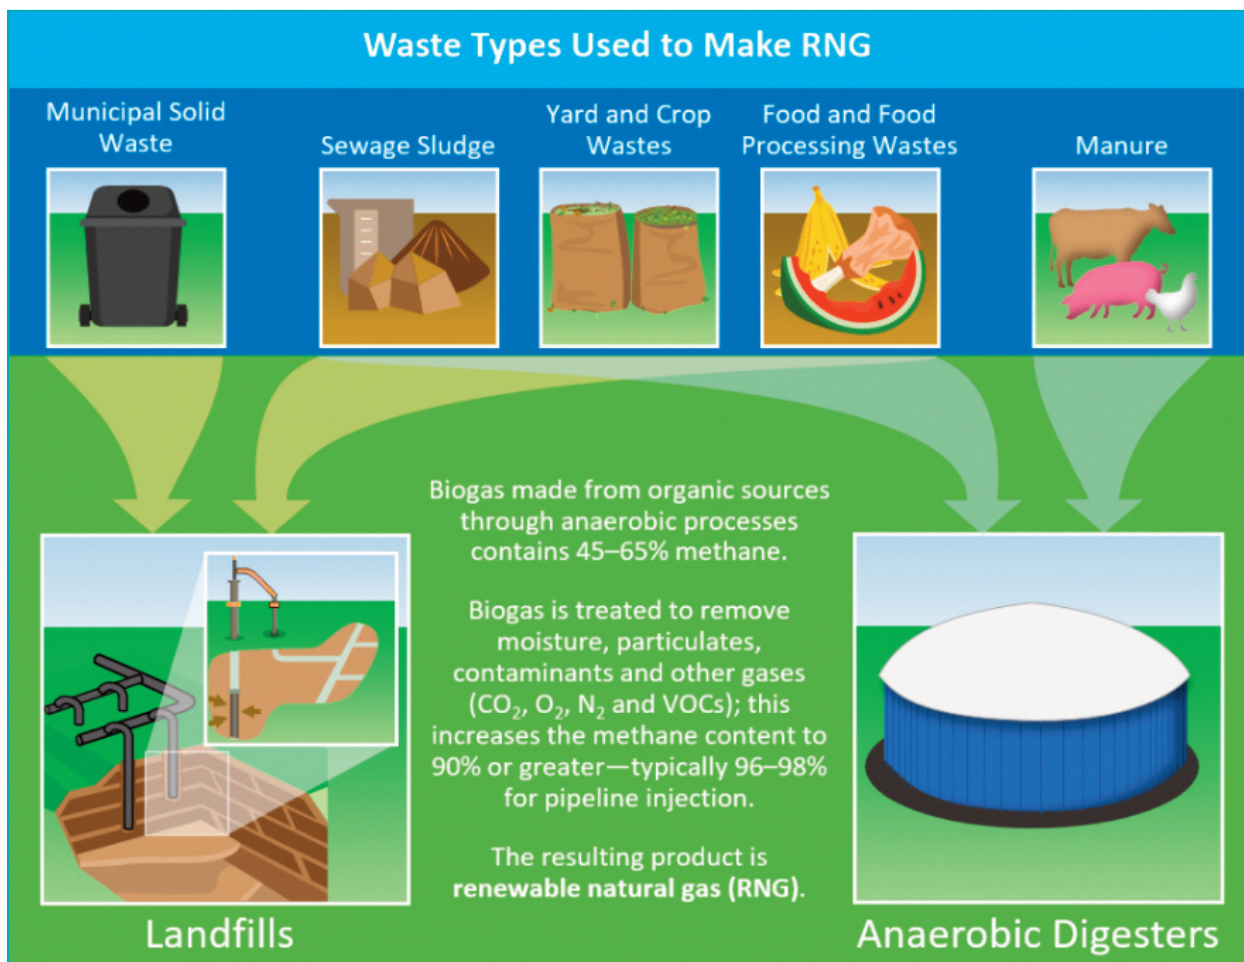 Waste Types Used to Make RNG
Municipal Solid
Waste
Sewage Sludge
Yard and Crop
Wastes
Food and Food
Processing Wastes
Manure
Biogas made from organic sources
through anaerobic processes
contains 45–65% methane.
Biogas is treated to remove
moisture, particulates,
contaminants and other gases
(CO₂, O₂, N₂ and VOCs); this
increases the methane content to
90% or greater—typically 96–98%
for pipeline injection.
The resulting product is
renewable natural gas (RNG).
Landfills
Anaerobic Digesters